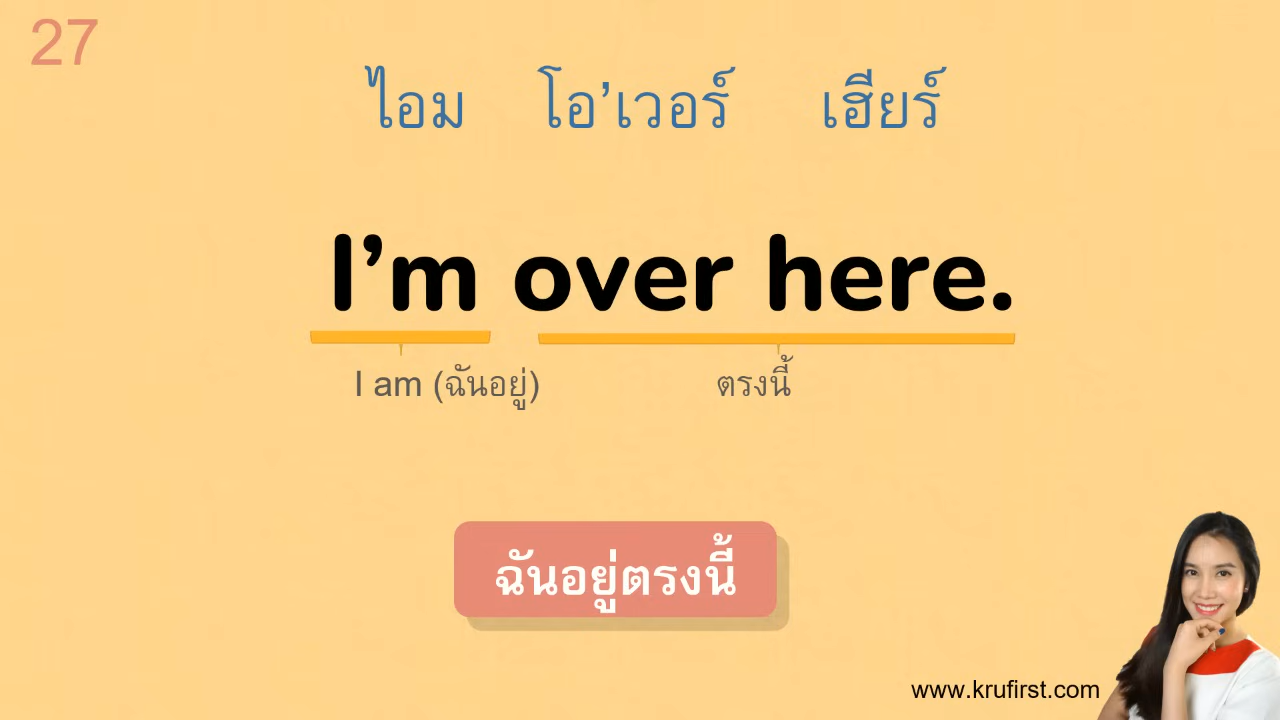 27
ไอม โอ’เวอร์ เฮียร์
I’m over here.
I am (ฉันอยู่) ตรงนี้
ฉันอยู่ตรงนี้
www.krufirst.com